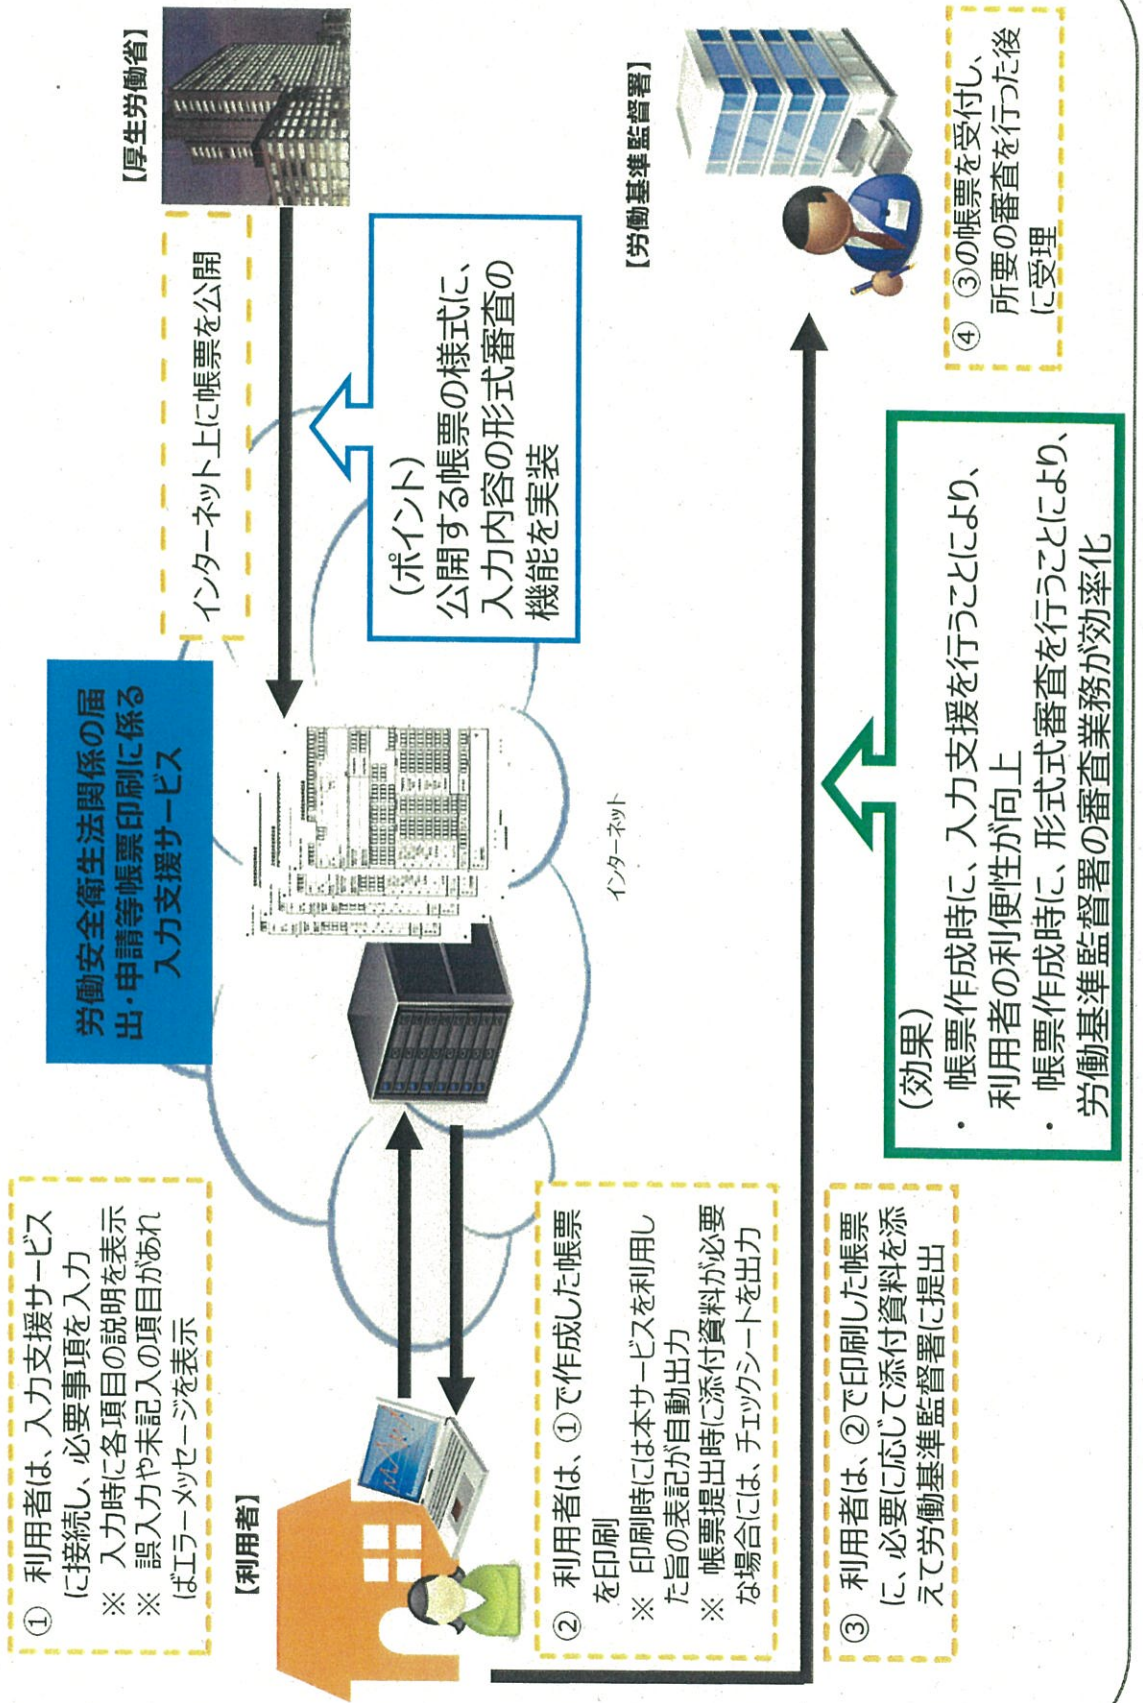 労働安全衛生法関係の届
出・申請等帳票印刷に係る
入力支援サービス
① 利用者は、入力支援サービス
に接続し、必要事項を入力
※ 入力時に各項目の説明を表示
※ 誤入力や未記入の項目があれ
ばエラーメッセージを表示
インターネット上に帳票を公開
【厚生労働省】
【利用者】
(ポイント)
公開する帳票の様式に、
入力内容の形式審査の
機能を実装
② 利用者は、①で作成した帳票
を印刷
※ 印刷時には本サービスを利用し
た旨の表記が自動出力
※ 帳票提出時に添付資料が必要
な場合には、チェックシートを出力
インターネット
【労働基準監督署】
③ 利用者は、②で印刷した帳票
に、必要に応じて添付資料を添
えて労働基準監督署に提出
(効果)
・ 帳票作成時に、入力支援を行うことにより、
利用者の利便性が向上
・ 帳票作成時に、形式審査を行うことにより、
労働基準監督署の審査業務が効率化
④ ③の帳票を受付し、
所要の審査を行った後
に受理